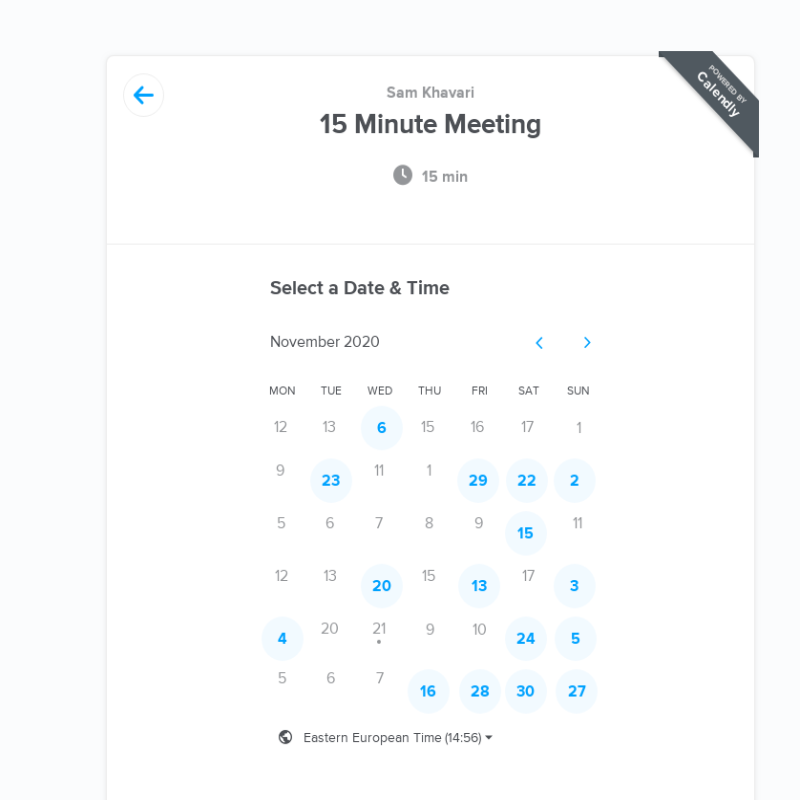 POWERED BY
Calendly
Sam Khavari
15 Minute Meeting
15 min
Select a Date & Time
November 2020
MON TUE WED THU FRI SAT SUN
12 13 6 15 16 17 1
9 23 11 1 29 22 2
5 6 7 8 9 15 11
12 13 20 15 13 17 3
4 20 21 9 10 24 5
5 6 7 16 28 30 27
Eastern European Time (14:56)